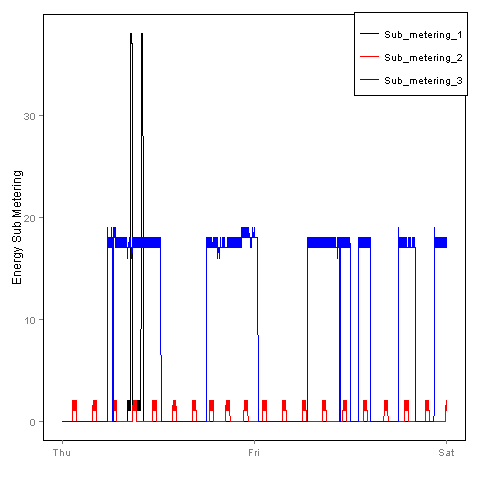 Sub_metering_1
Sub_metering_2
Sub_metering_3
Energy Sub Metering
30
20
10
0
Thu Fri Sat